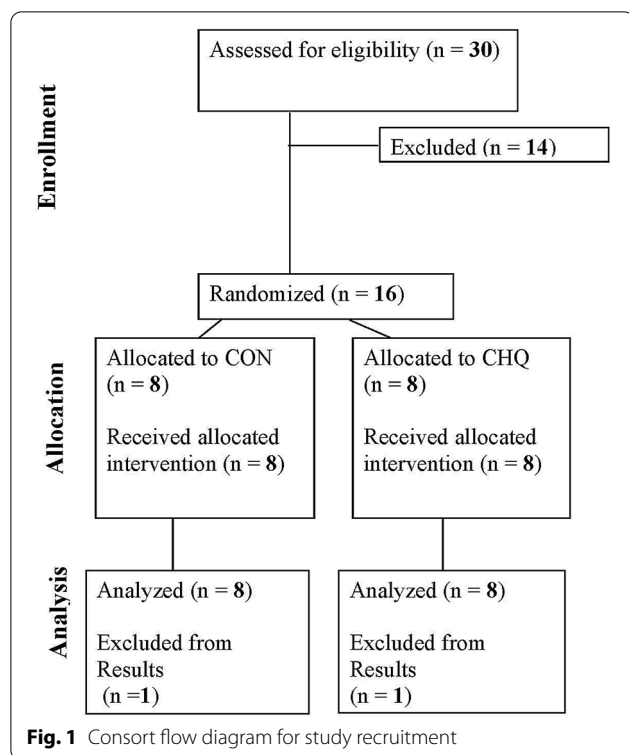 Enrollment
Assessed for eligibility (n = 30)
Excluded (n = 14)
Randomized (n = 16)
Allocation
Allocated to CON
(n = 8)
Received allocated
intervention (n = 8)
Allocated to CHQ
(n = 8)
Received allocated
intervention (n = 8)
Analysis
Analyzed (n = 8)
Excluded from
Results
(n =1)
Analyzed (n = 8)
Excluded from
Results
(n = 1)
Fig. 1 Consort flow diagram for study recruitment